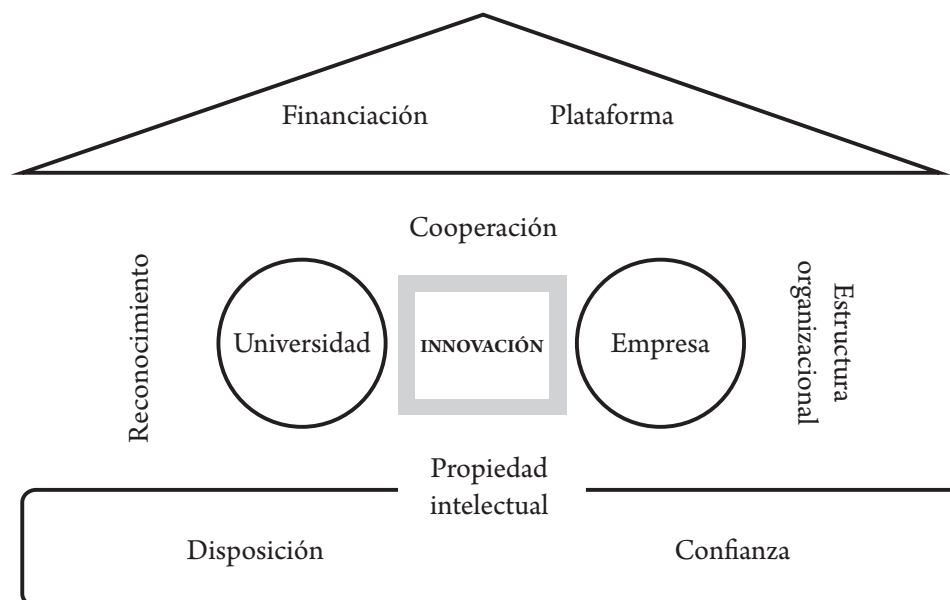 Financiación Plataforma
Cooperación
Reconocimiento
Universidad
INNOVACIÓN
Empresa
Estructura
organizacional
Propiedad
intelectual
Disposición Confianza